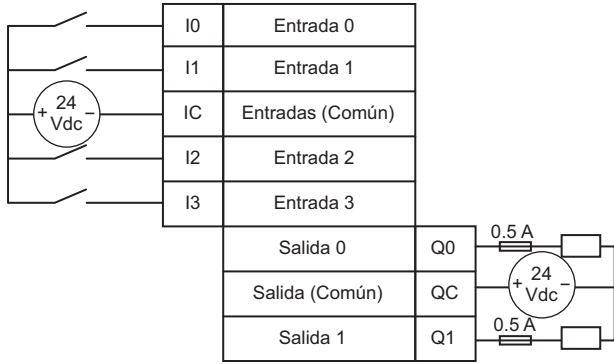 I0 Entrada 0
I1 Entrada 1
+ 24 Vdc −
IC Entradas (Común)
I2 Entrada 2
I3 Entrada 3
Salida 0 Q0 0.5 A
Salida (Común) QC
+ 24 Vdc −
Salida 1 Q1 0.5 A